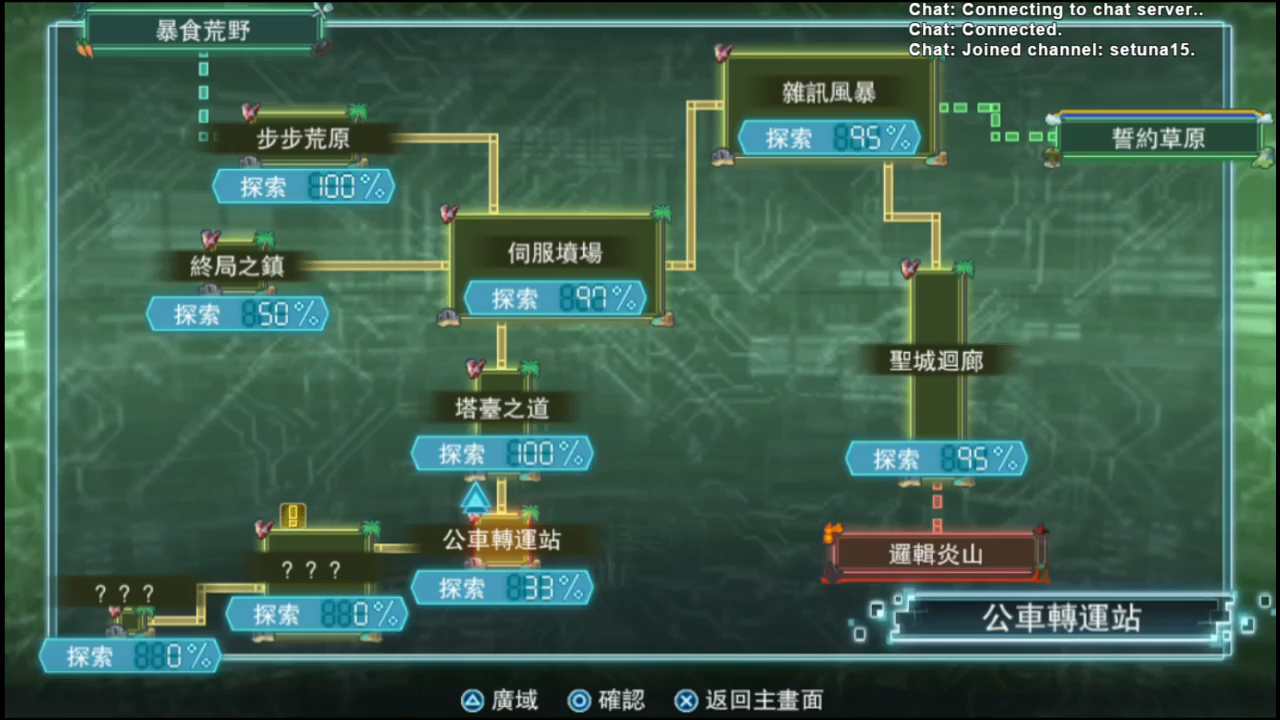 Chat: Connecting to chat server..
Chat: Connected.
Chat: Joined channel: setuna15.
暴食荒野
步步荒原
探索 100%
雜訊風暴
探索 95%
誓約草原
終局之鎮
探索 50%
伺服墳場
探索 97%
塔臺之道
探索 100%
聖城迴廊
探索 95%
公車轉運站
探索 33%
???
探索 0%
???
探索 0%
邏輯炎山
公車轉運站
廣域 確認 返回主畫面